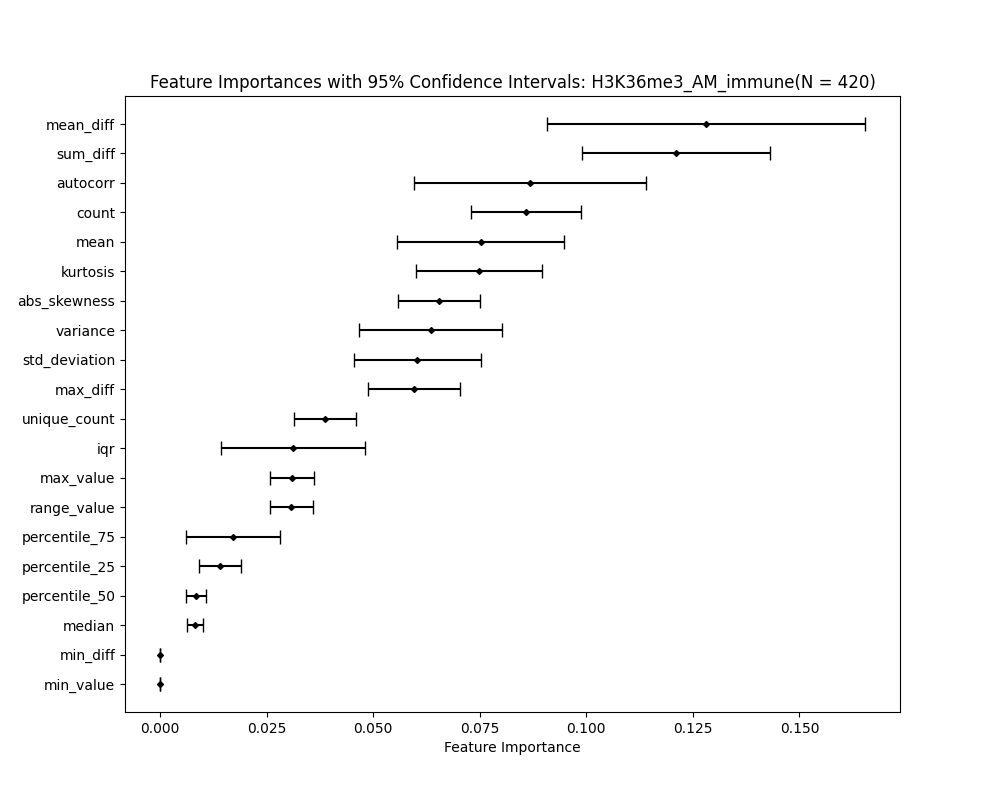 Feature Importances with 95% Confidence Intervals: H3K36me3_AM_immune(N = 420)
mean_diff
sum_diff
autocorr
count
mean
kurtosis
abs_skewness
variance
std_deviation
max_diff
unique_count
iqr
max_value
range_value
percentile_75
percentile_25
percentile_50
median
min_diff
min_value
0.000 0.025 0.050 0.075 0.100 0.125 0.150
Feature Importance